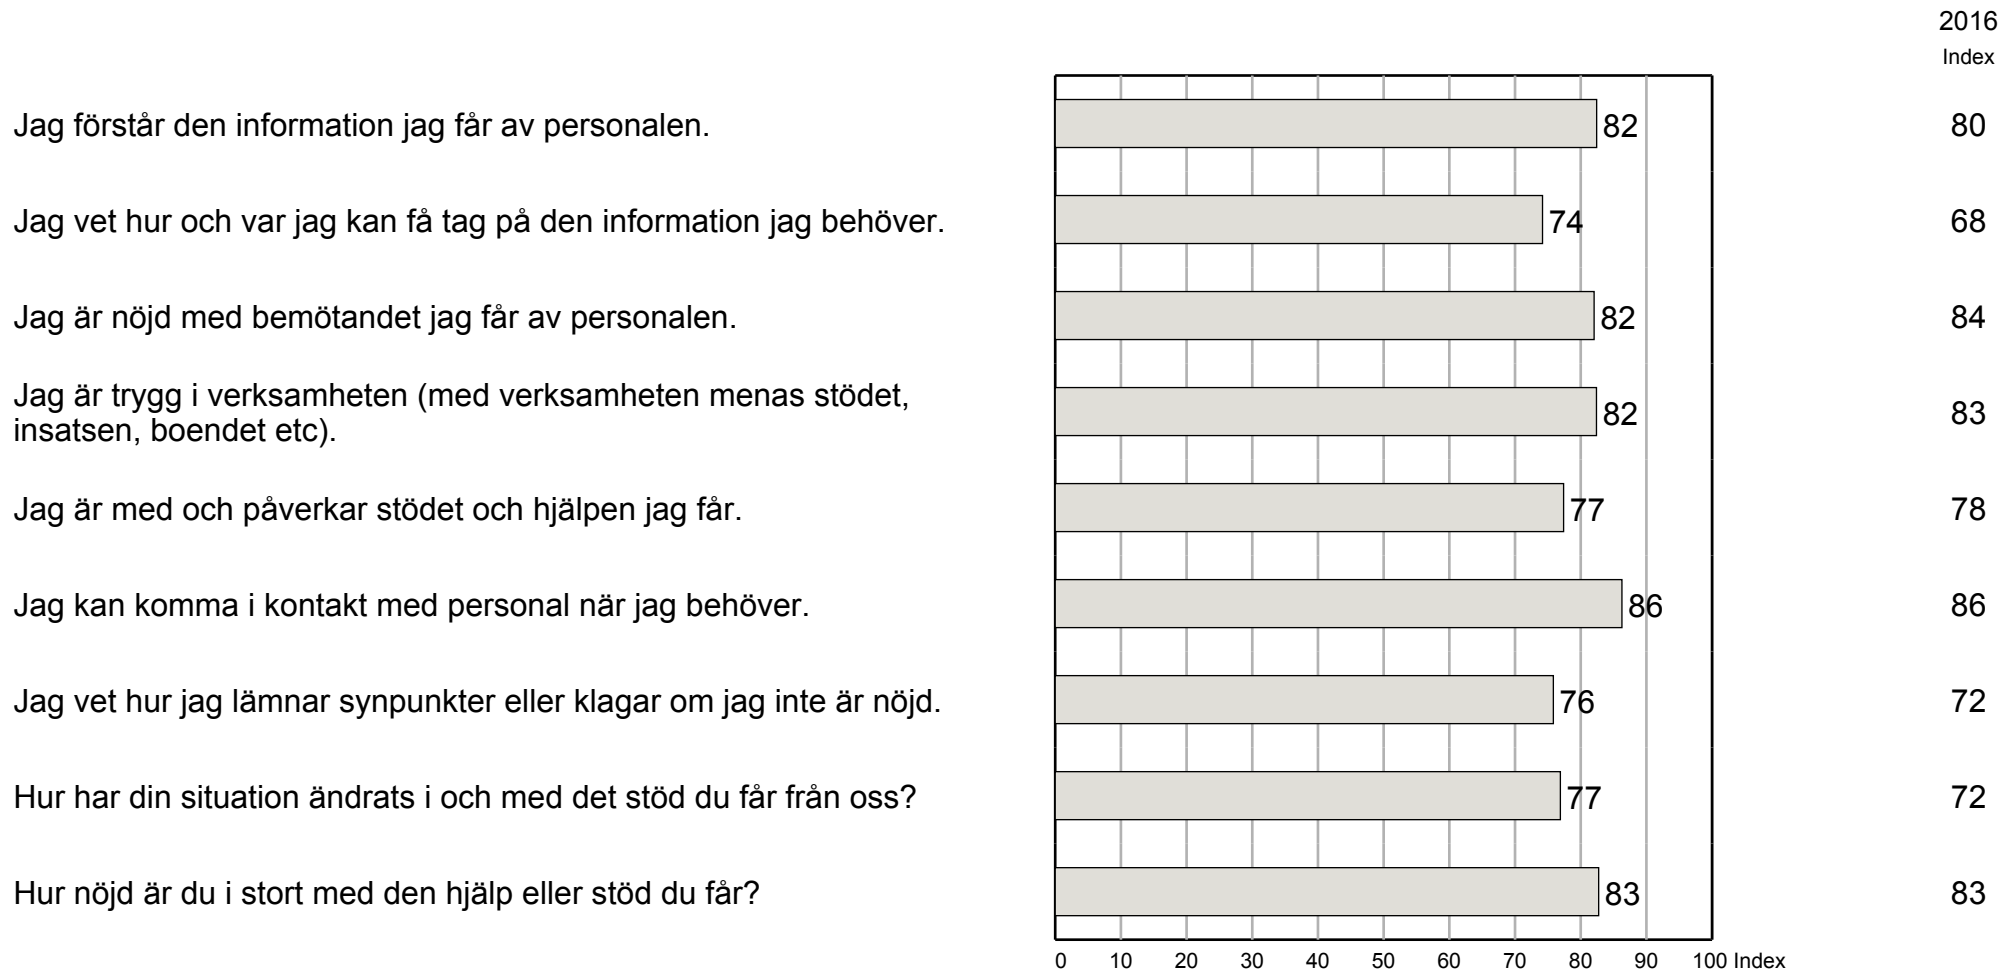 2016
Index
Jag förstår den information jag får av personalen. 82 80
Jag vet hur och var jag kan få tag på den information jag behöver. 74 68
Jag är nöjd med bemötandet jag får av personalen. 82 84
Jag är trygg i verksamheten (med verksamheten menas stödet,
insatsen, boendet etc). 82 83
Jag är med och påverkar stödet och hjälpen jag får. 77 78
Jag kan komma i kontakt med personal när jag behöver. 86 86
Jag vet hur jag lämnar synpunkter eller klagar om jag inte är nöjd. 76 72
Hur har din situation ändrats i och med det stöd du får från oss? 77 72
Hur nöjd är du i stort med den hjälp eller stöd du får? 83 83
0 10 20 30 40 50 60 70 80 90 100 Index